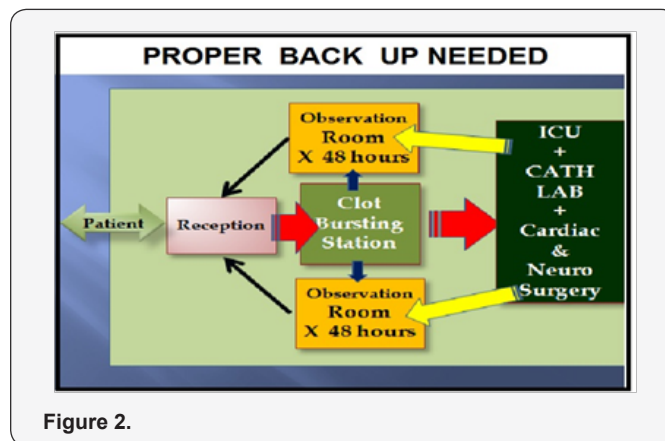 PROPER BACK UP NEEDED
Observation
Room
X 48 hours
ICU
+
CATH
LAB
+
Cardiac
&
Neuro
Surgery
Patient
Reception
Clot
Bursting
Station
Observation
Room
X 48 hours
Figure 2.